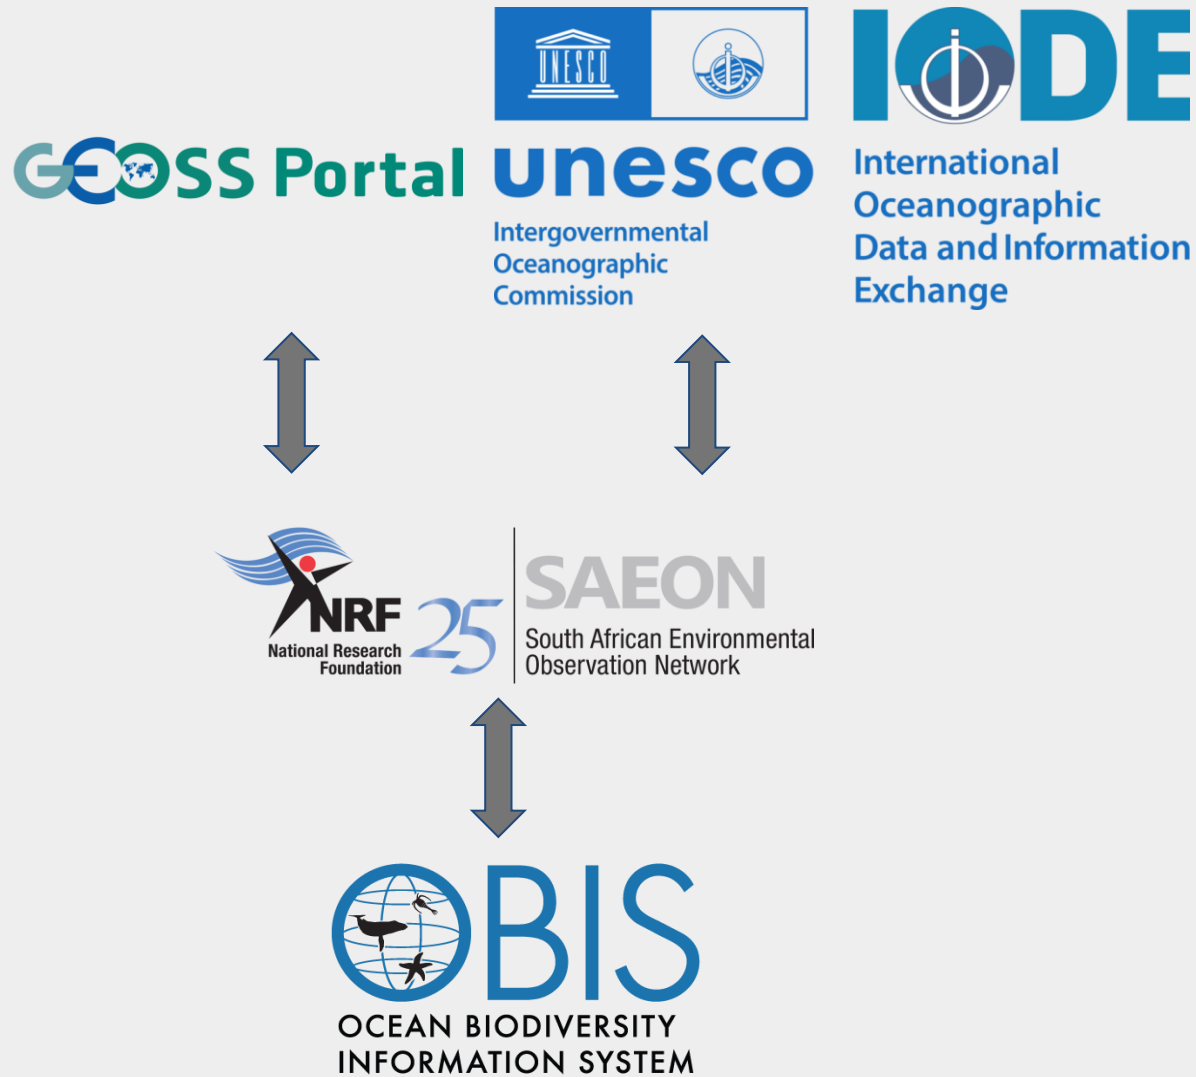 GEOSS Portal
UNESCO
unesco
Intergovernmental
Oceanographic
Commission
IODE
International
Oceanographic
Data and Information
Exchange
NRF
National Research
Foundation
25
SAEON
South African Environmental
Observation Network
OBIS
OCEAN BIODIVERSITY
INFORMATION SYSTEM